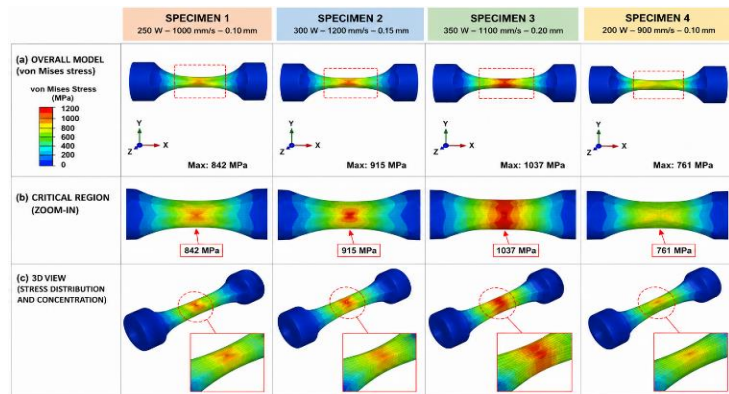 SPECIMEN 1
250 W – 1000 mm/s – 0.10 mm
SPECIMEN 2
300 W – 1200 mm/s – 0.15 mm
SPECIMEN 3
350 W – 1100 mm/s – 0.20 mm
SPECIMEN 4
200 W – 900 mm/s – 0.10 mm
(a) OVERALL MODEL
(von Mises stress)
von Mises Stress
(MPa)
1200
1000
800
600
400
200
0
Y
X
Z
Max: 842 MPa
Y
X
Z
Max: 915 MPa
Y
X
Z
Max: 1037 MPa
Y
X
Z
Max: 761 MPa
(b) CRITICAL REGION
(ZOOM-IN)
842 MPa
915 MPa
1037 MPa
761 MPa
(c) 3D VIEW
(STRESS DISTRIBUTION
AND CONCENTRATION)